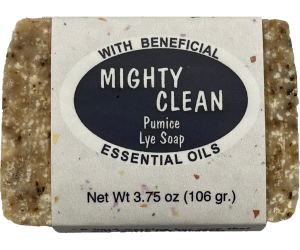 WITH BENEFICIAL
MIGHTY
CLEAN
Pumice
Lye Soap
ESSENTIAL OILS
Net Wt 3.75 oz (106 gr.)